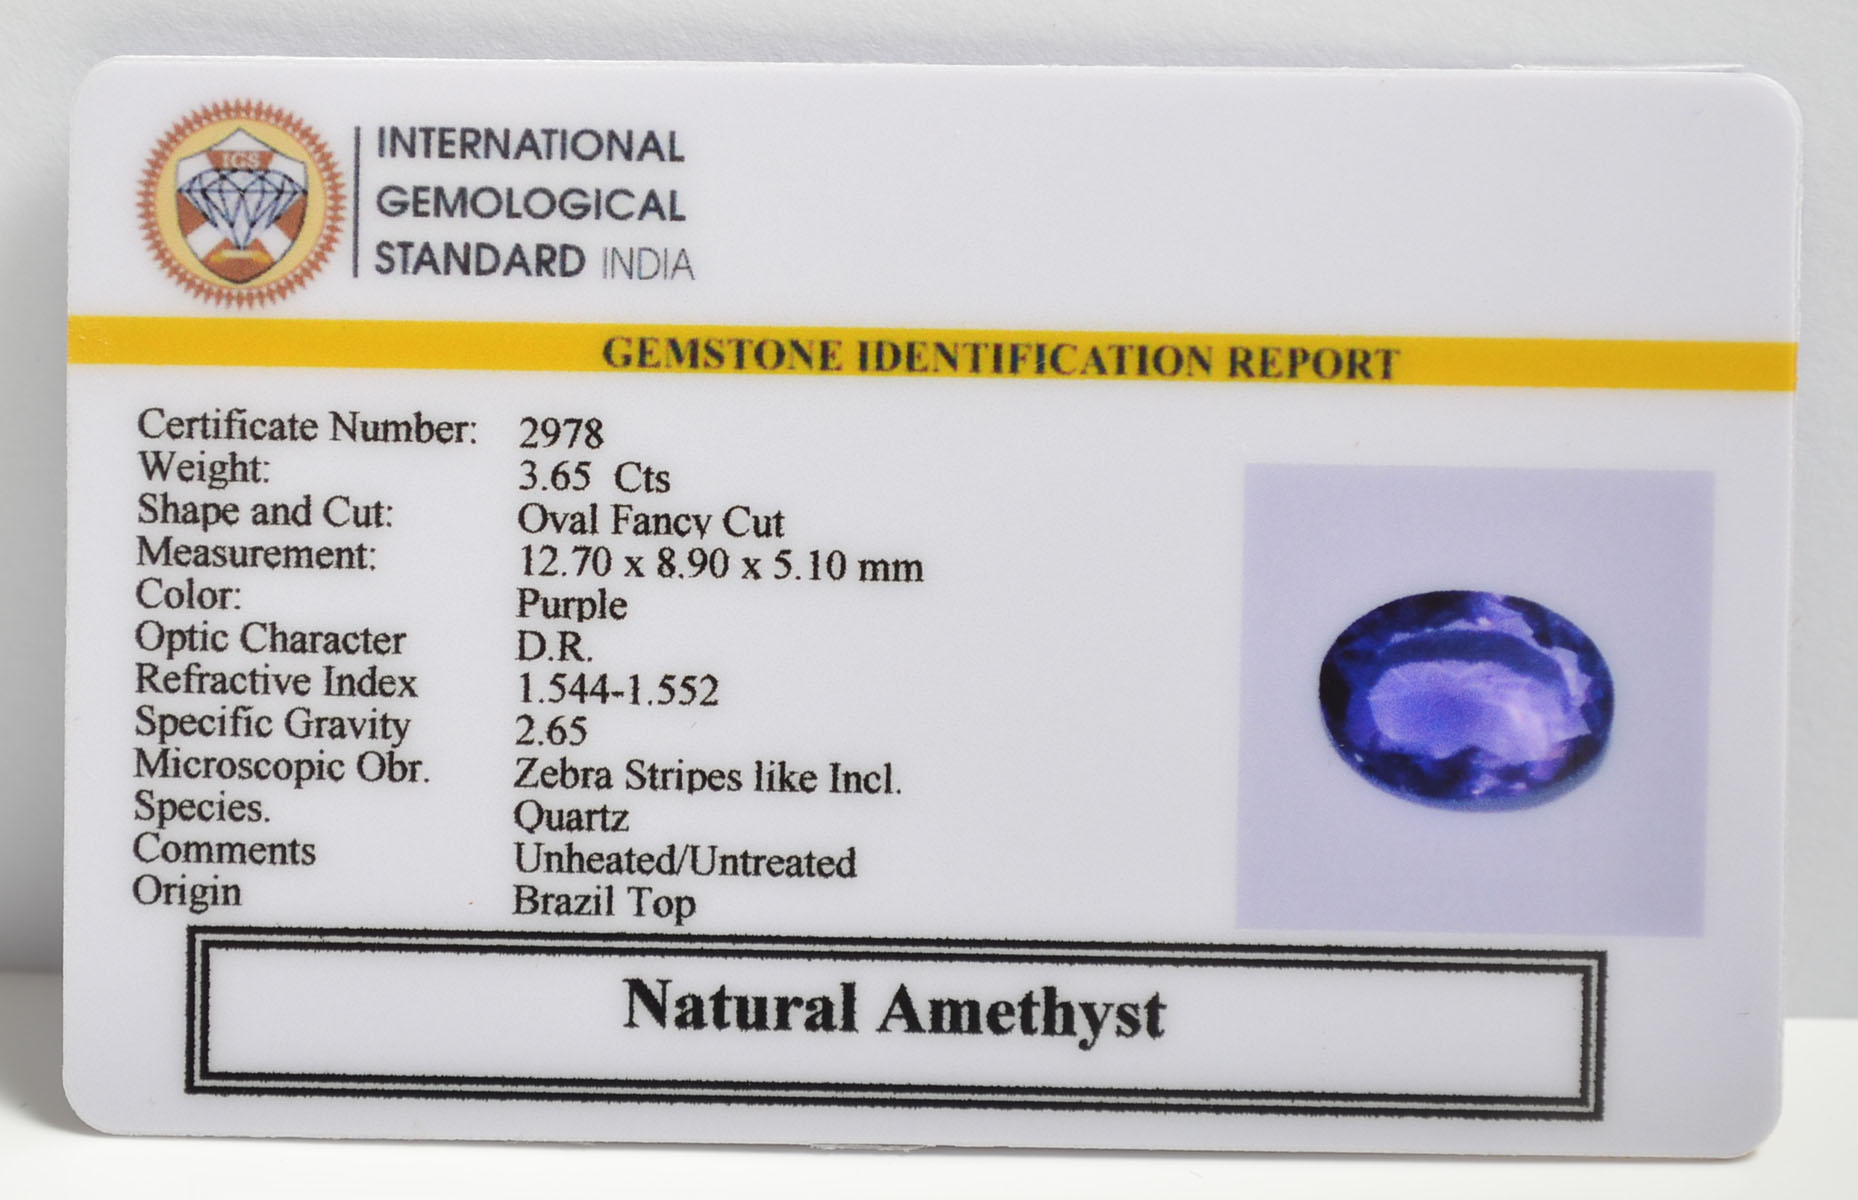 IGS
INTERNATIONAL
GEMOLOGICAL
STANDARD INDIA
GEMSTONE IDENTIFICATION REPORT
Certificate Number: 2978
Weight: 3.65 Cts
Shape and Cut: Oval Fancy Cut
Measurement: 12.70 x 8.90 x 5.10 mm
Color: Purple
Optic Character D.R.
Refractive Index 1.544-1.552
Specific Gravity 2.65
Microscopic Obr. Zebra Stripes like Incl.
Species. Quartz
Comments Unheated/Untreated
Origin Brazil Top
Natural Amethyst